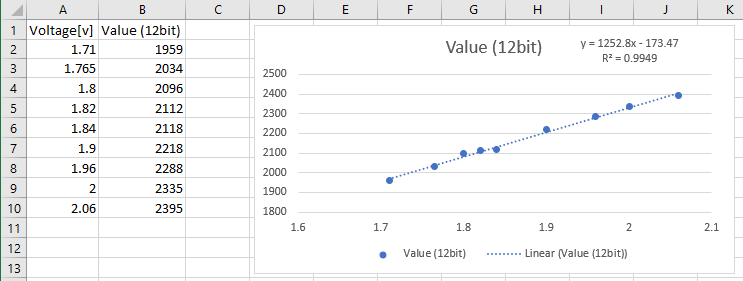 A B C D E F G H I J K
1 Voltage[v] Value (12bit)
2 1.71 1959
3 1.765 2034
4 1.8 2096
5 1.82 2112
6 1.84 2118
7 1.9 2218
8 1.96 2288
9 2 2335
10 2.06 2395
11
12
13
Value (12bit)
y = 1252.8x - 173.47
R² = 0.9949
2500
2400
2300
2200
2100
2000
1900
1800
1.6 1.7 1.8 1.9 2 2.1
Value (12bit) Linear (Value (12bit))